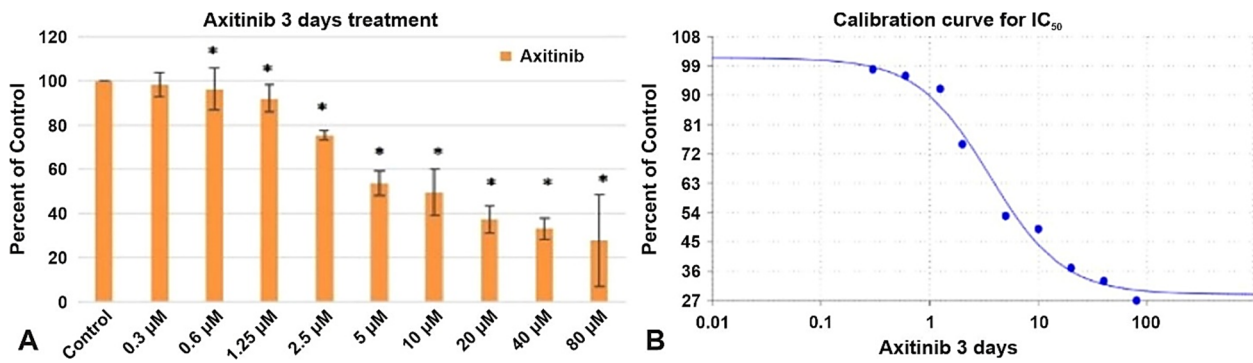 Axitinib 3 days treatment
Percent of Control
120
100
80
60
40
20
0
Axitinib
* * * * * * * *
Control 0.3 µM 0.6 µM 1.25 µM 2.5 µM 5 µM 10 µM 20 µM 40 µM 80 µM
A
Calibration curve for IC50
Percent of Control
108
99
90
81
72
63
54
45
36
27
0.01 0.1 1 10 100
Axitinib 3 days
B